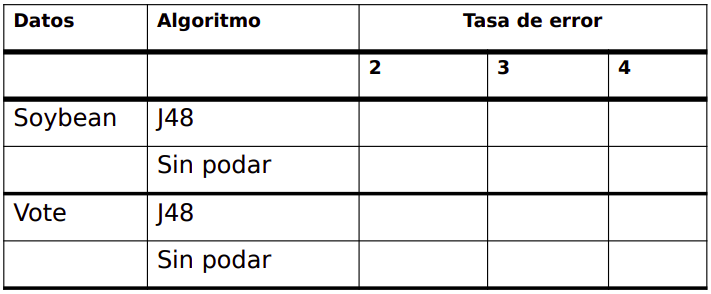 Datos Algoritmo Tasa de error
2 3 4
Soybean J48
Sin podar
Vote J48
Sin podar